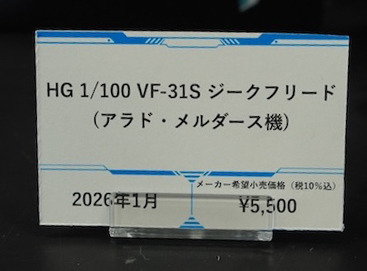 HG 1/100 VF-31S ジークフリード
（アラド・メルダース機）
メーカー希望小売価格（税10％込）
2026年1月
¥5,500